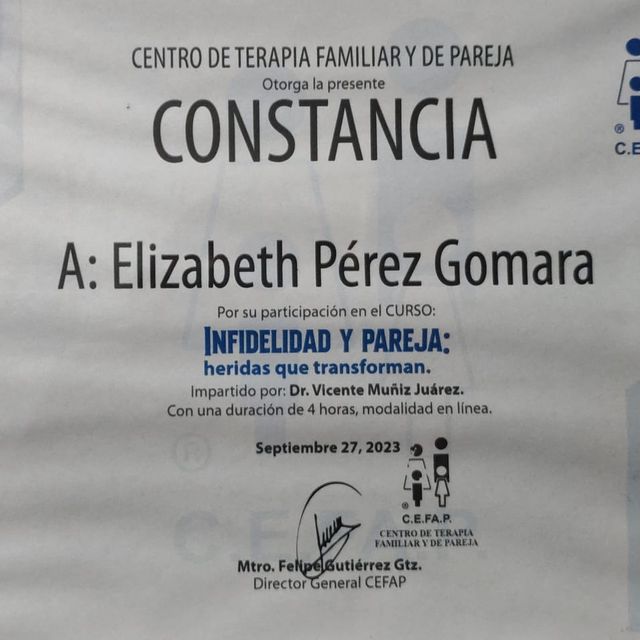 CENTRO DE TERAPIA FAMILIAR Y DE PAREJA
Otorga la presente
CONSTANCIA
®
C.E
A: Elizabeth Pérez Gomara
Por su participación en el CURSO:
INFIDELIDAD Y PAREJA:
heridas que transforman.
Impartido por: Dr. Vicente Muñiz Juárez.
Con una duración de 4 horas, modalidad en línea.
Septiembre 27, 2023
®
C.E.FA.P.
CENTRO DE TERAPIA
FAMILIAR Y DE PAREJA
®
C.E.FA.P.
Mtro. Felipe Gutiérrez Gtz.
Director General CEFAP